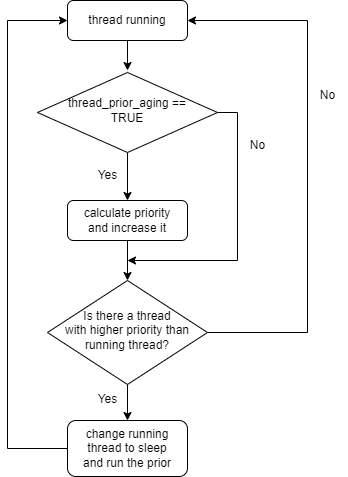 thread running
No
thread_prior_aging ==
TRUE
No
Yes
calculate priority
and increase it
Is there a thread
with higher priority than
running thread?
Yes
change running
thread to sleep
and run the prior